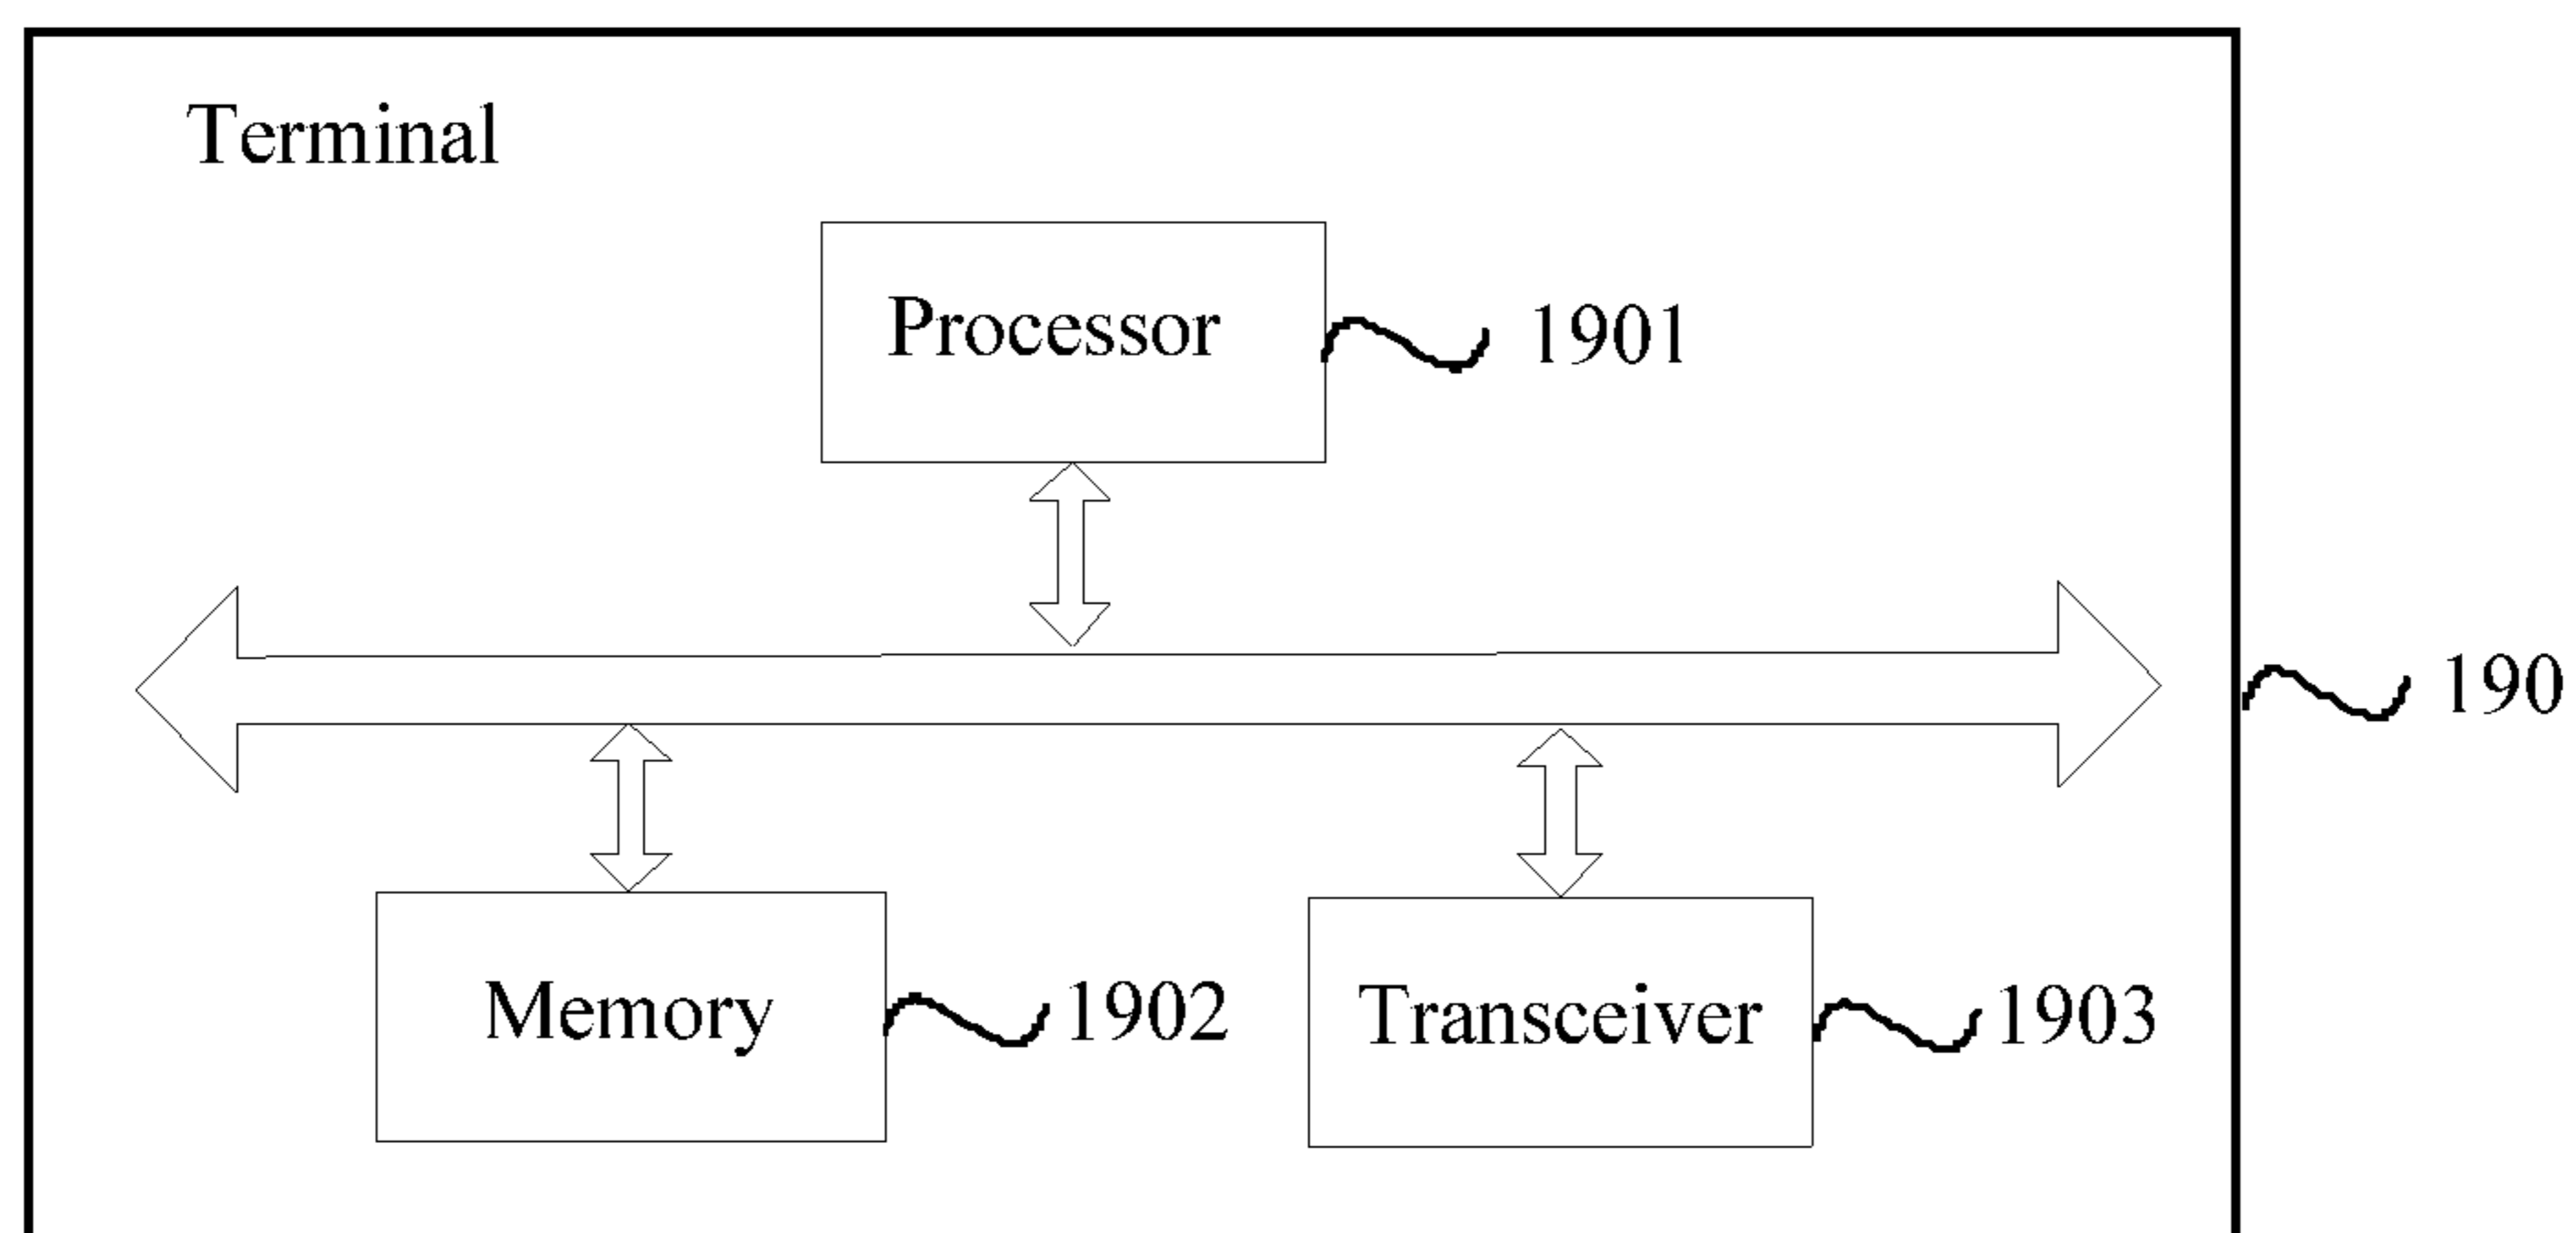 Terminal
Processor
1901
190
Memory
1902
Transceiver
1903